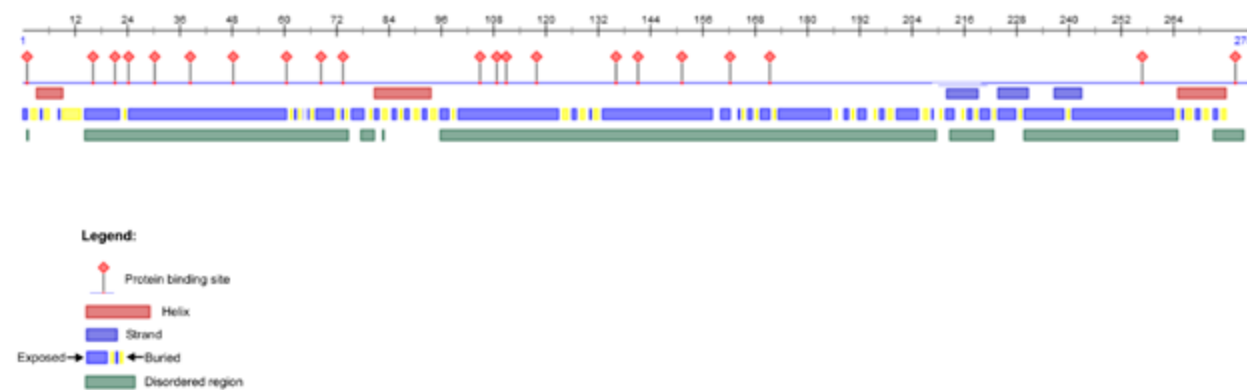 12 24 36 48 60 72 84 96 108 120 132 144 156 168 180 192 204 216 228 240 252 264
1 27
Legend:
Protein binding site
Helix
Strand
Exposed Buried
Disordered region